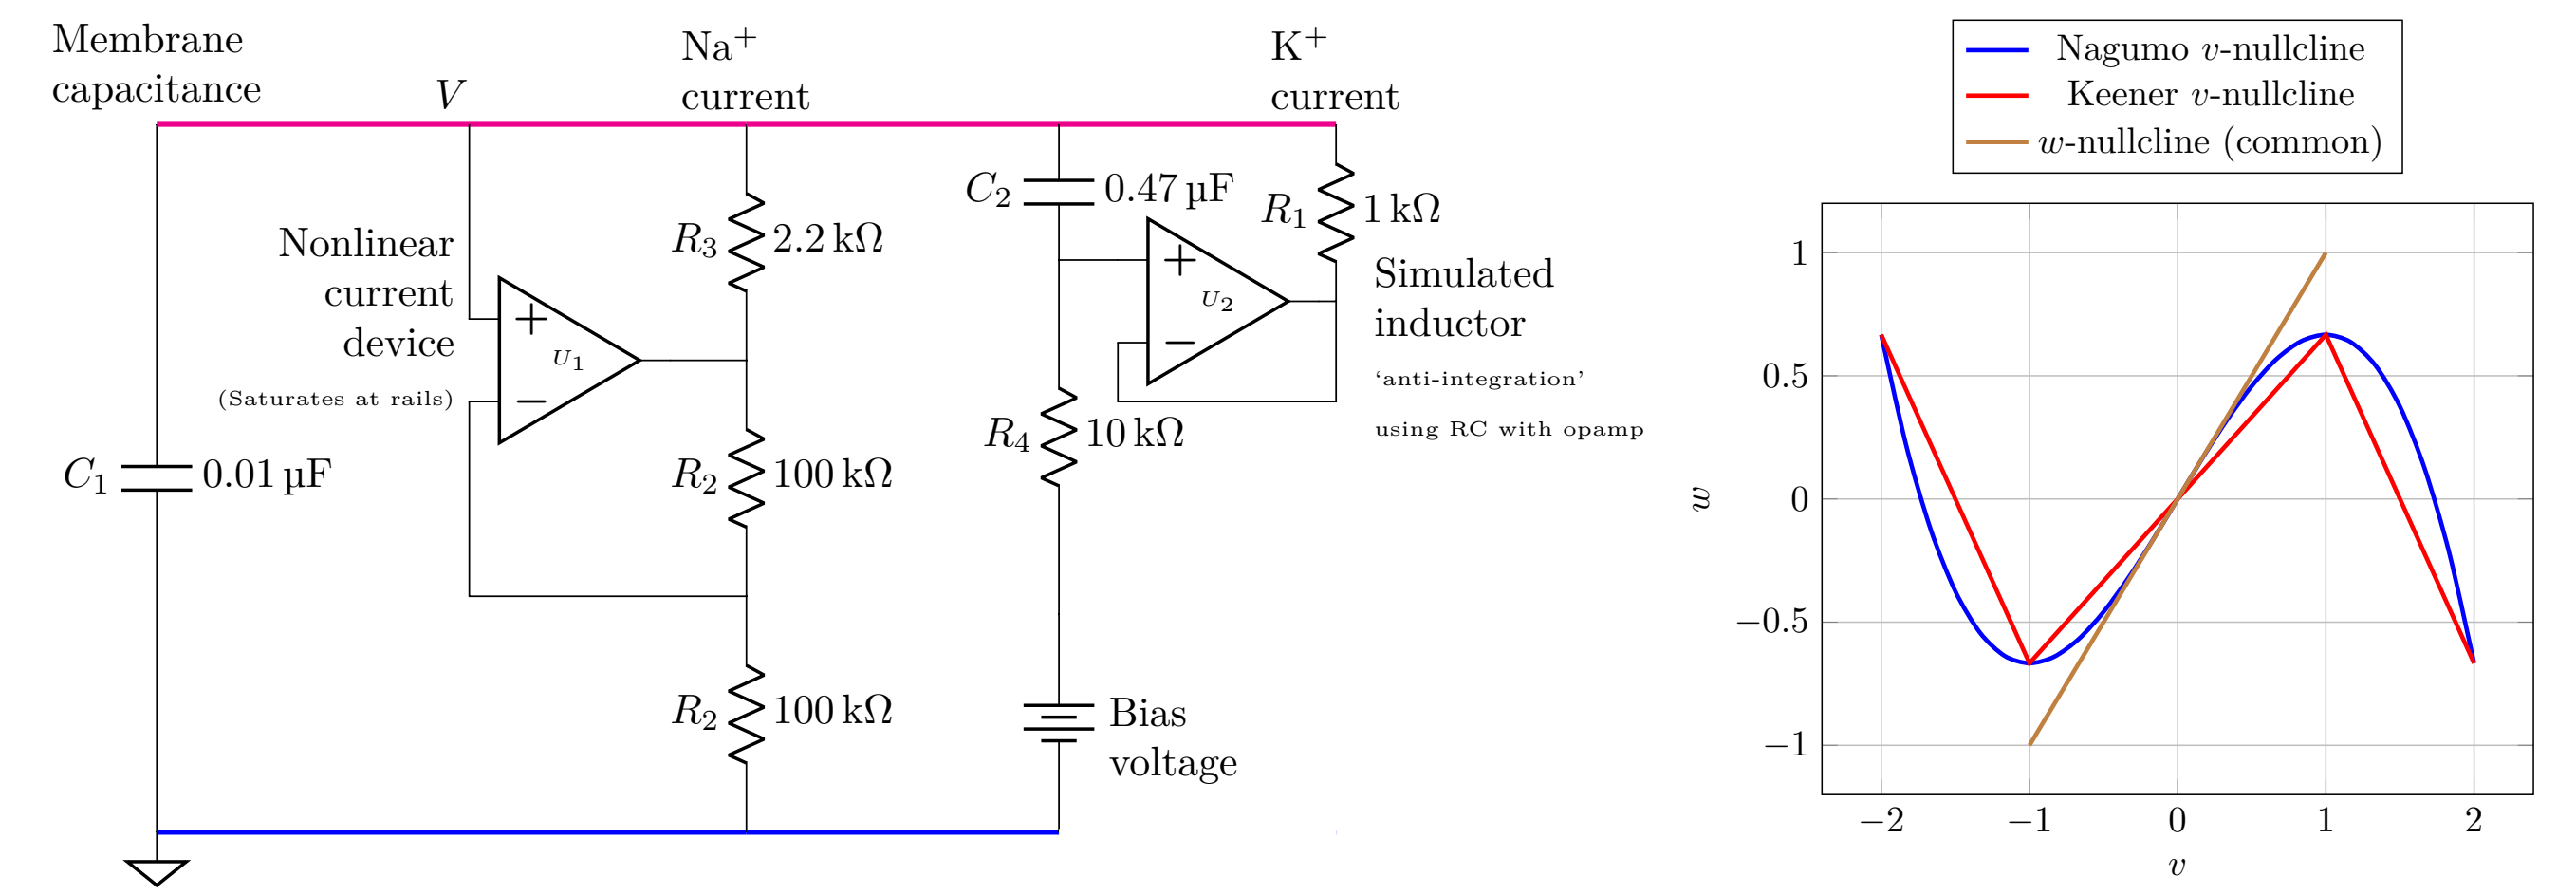 Membrane
capacitance
V
Na⁺
current
K⁺
current
C₂ 0.47 µF
R₁ 1 kΩ
R₃ 2.2 kΩ
Nonlinear
current
device
(Saturates at rails)
+
U₁
−
+
U₂
−
Simulated
inductor
‘anti-integration’
using RC with opamp
R₄ 10 kΩ
C₁ 0.01 µF
R₂ 100 kΩ
R₂ 100 kΩ
Bias
voltage
Nagumo v-nullcline
Keener v-nullcline
w-nullcline (common)
1
0.5
0
−0.5
−1
w
−2 −1 0 1 2
v